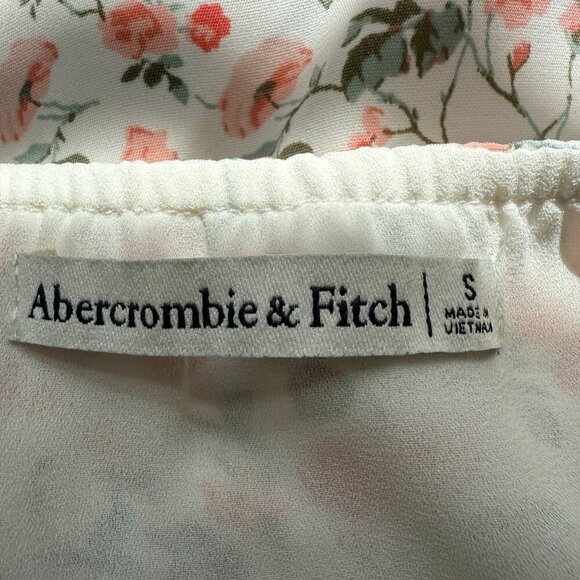 Abercrombie & Fitch
S
MADE IN
VIETNAM